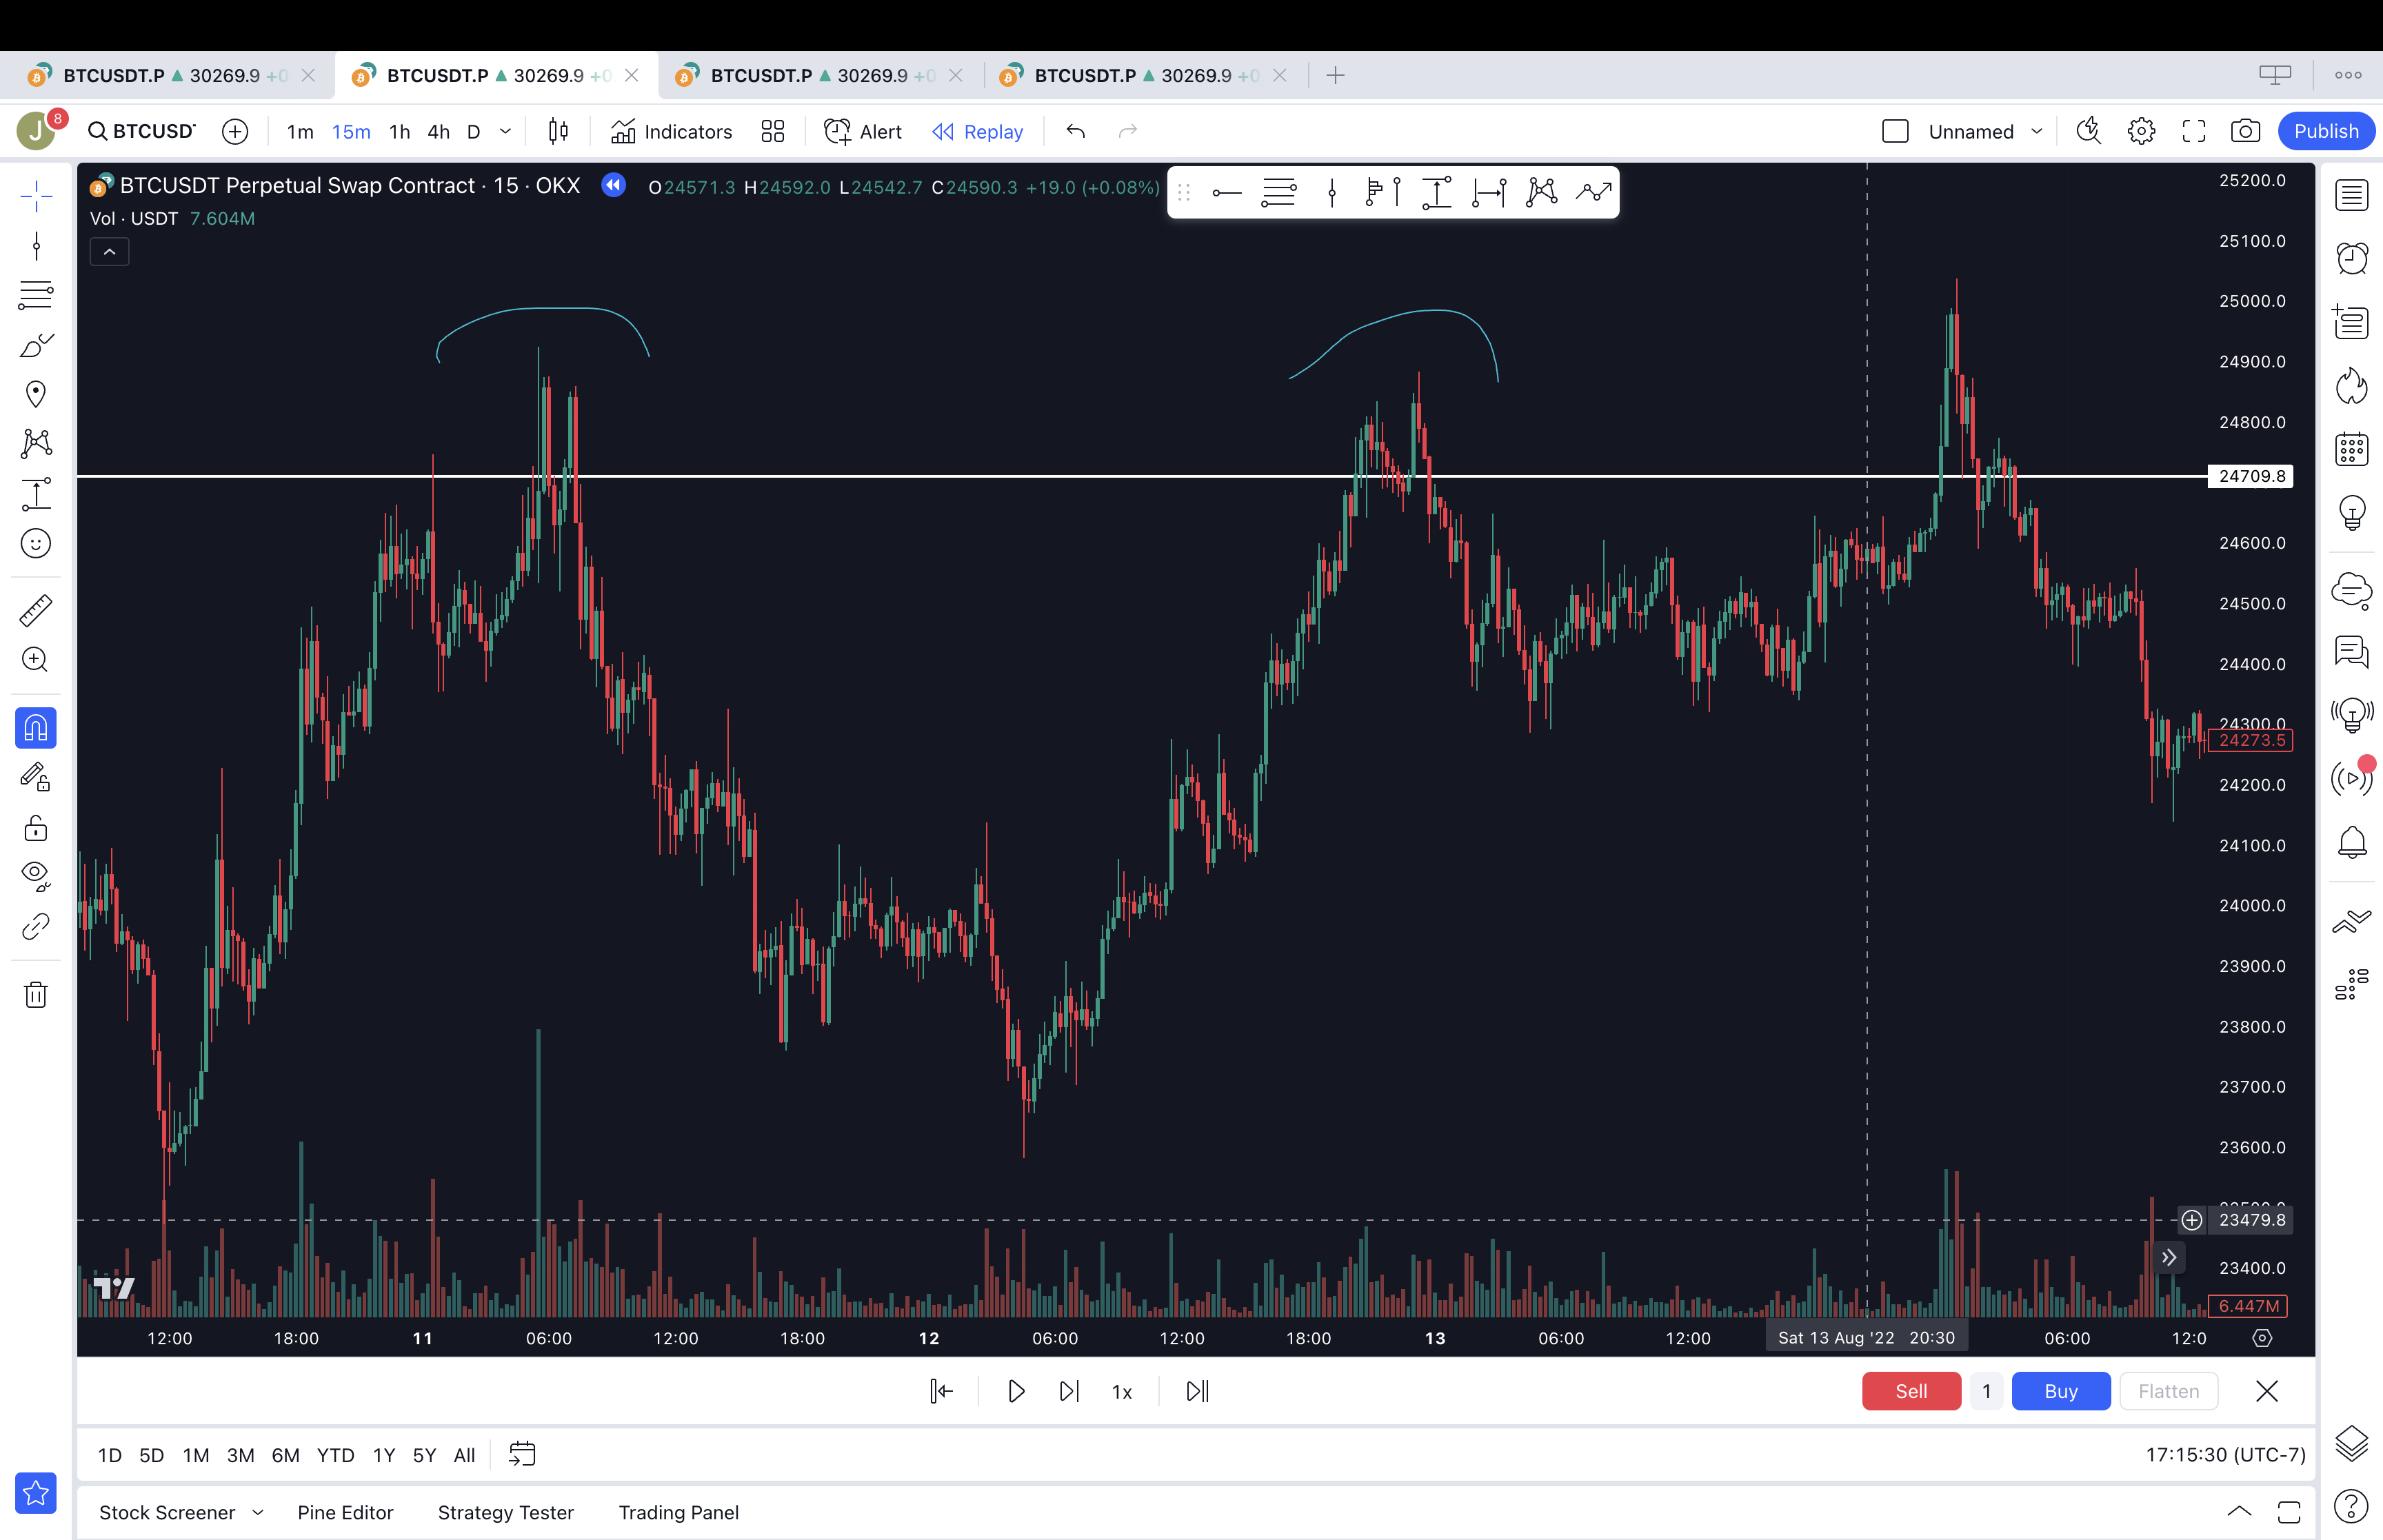 BTCUSDT.P ▲ 30269.9 +0 BTCUSDT.P ▲ 30269.9 +0 BTCUSDT.P ▲ 30269.9 +0 BTCUSDT.P ▲ 30269.9 +0
J 8 BTCUSD 1m 15m 1h 4h D Indicators Alert Replay Unnamed Publish
BTCUSDT Perpetual Swap Contract · 15 · OKX O24571.3 H24592.0 L24542.7 C24590.3 +19.0 (+0.08%)
Vol · USDT 7.604M
25200.0
25100.0
25000.0
24900.0
24800.0
24709.8
24600.0
24500.0
24400.0
24300.0
24273.5
24200.0
24100.0
24000.0
23900.0
23800.0
23700.0
23600.0
23479.8
23400.0
6.447M
12:00 18:00 11 06:00 12:00 18:00 12 06:00 12:00 18:00 13 06:00 12:00 Sat 13 Aug '22 20:30 06:00 12:0
1x Sell 1 Buy Flatten
1D 5D 1M 3M 6M YTD 1Y 5Y All 17:15:30 (UTC-7)
Stock Screener Pine Editor Strategy Tester Trading Panel